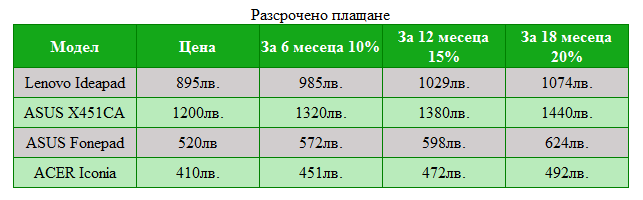 Разсрочено плащане
Модел Цена За 6 месеца 10% За 12 месеца 15% За 18 месеца 20%
Lenovo Ideapad 895лв. 985лв. 1029лв. 1074лв.
ASUS X451CA 1200лв. 1320лв. 1380лв. 1440лв.
ASUS Fonepad 520лв 572лв. 598лв. 624лв.
ACER Iconia 410лв. 451лв. 472лв. 492лв.